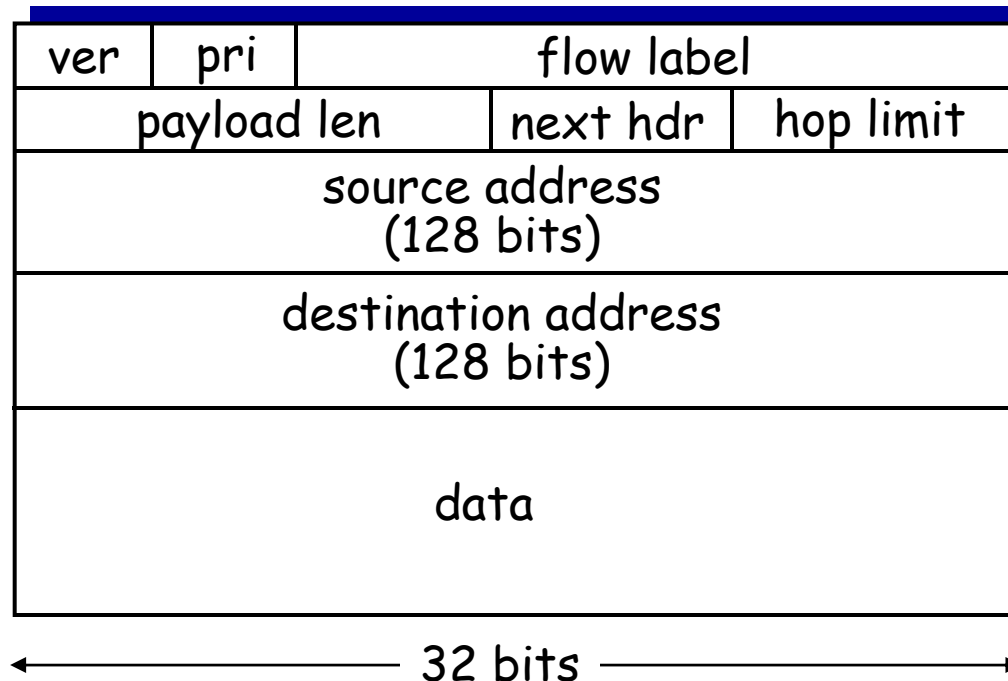 ver pri flow label
payload len next hdr hop limit
source address
(128 bits)
destination address
(128 bits)
data
32 bits